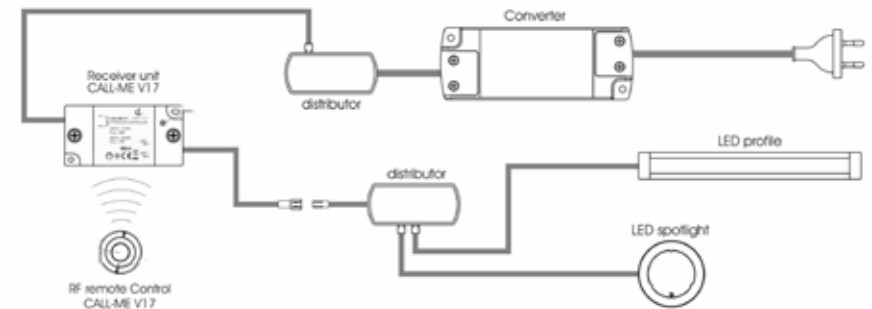 Converter
Receiver unit
CALL-ME V17
distributor
LED profile
distributor
LED spotlight
RF remote Control
CALL-ME V17